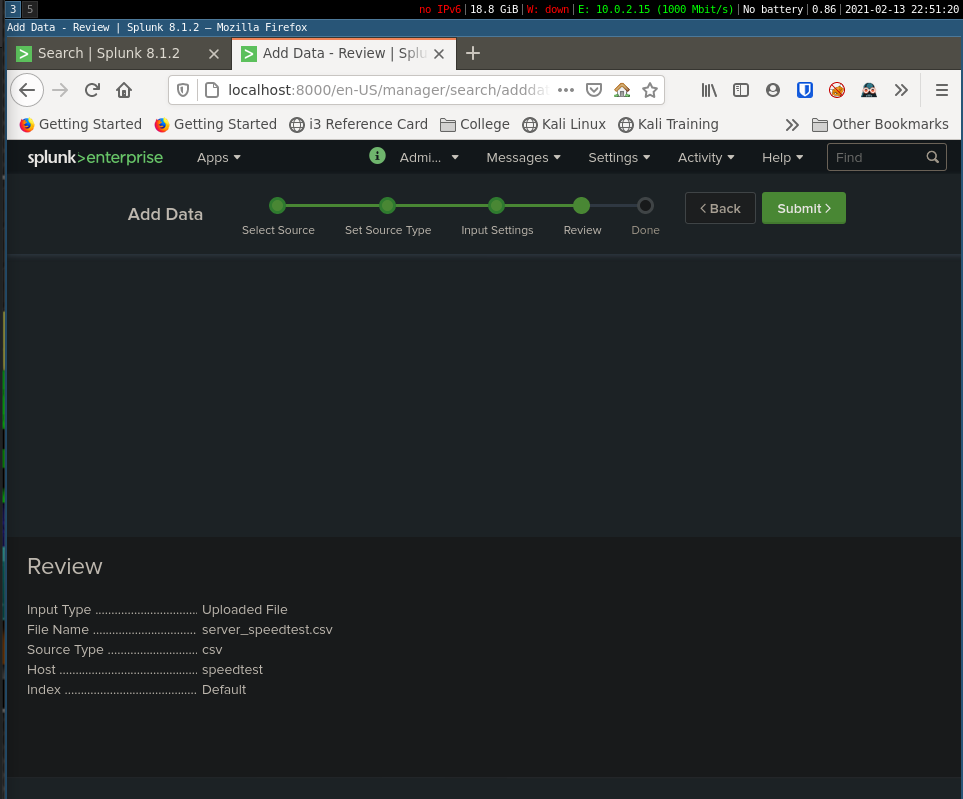 3 5 no IPv6|18.8 GiB|W: down|E: 10.0.2.15 (1000 Mbit/s)|No battery|0.86|2021-02-13 22:51:20
Add Data - Review | Splunk 8.1.2 — Mozilla Firefox
Search | Splunk 8.1.2 Add Data - Review | Splu
localhost:8000/en-US/manager/search/addda
Getting Started Getting Started i3 Reference Card College Kali Linux Kali Training Other Bookmarks
splunk>enterprise Apps Admi... Messages Settings Activity Help Find
Add Data Select Source Set Source Type Input Settings Review Done < Back Submit >
Review
Input Type ................................ Uploaded File
File Name ................................ server_speedtest.csv
Source Type ............................ csv
Host ........................................... speedtest
Index ......................................... Default